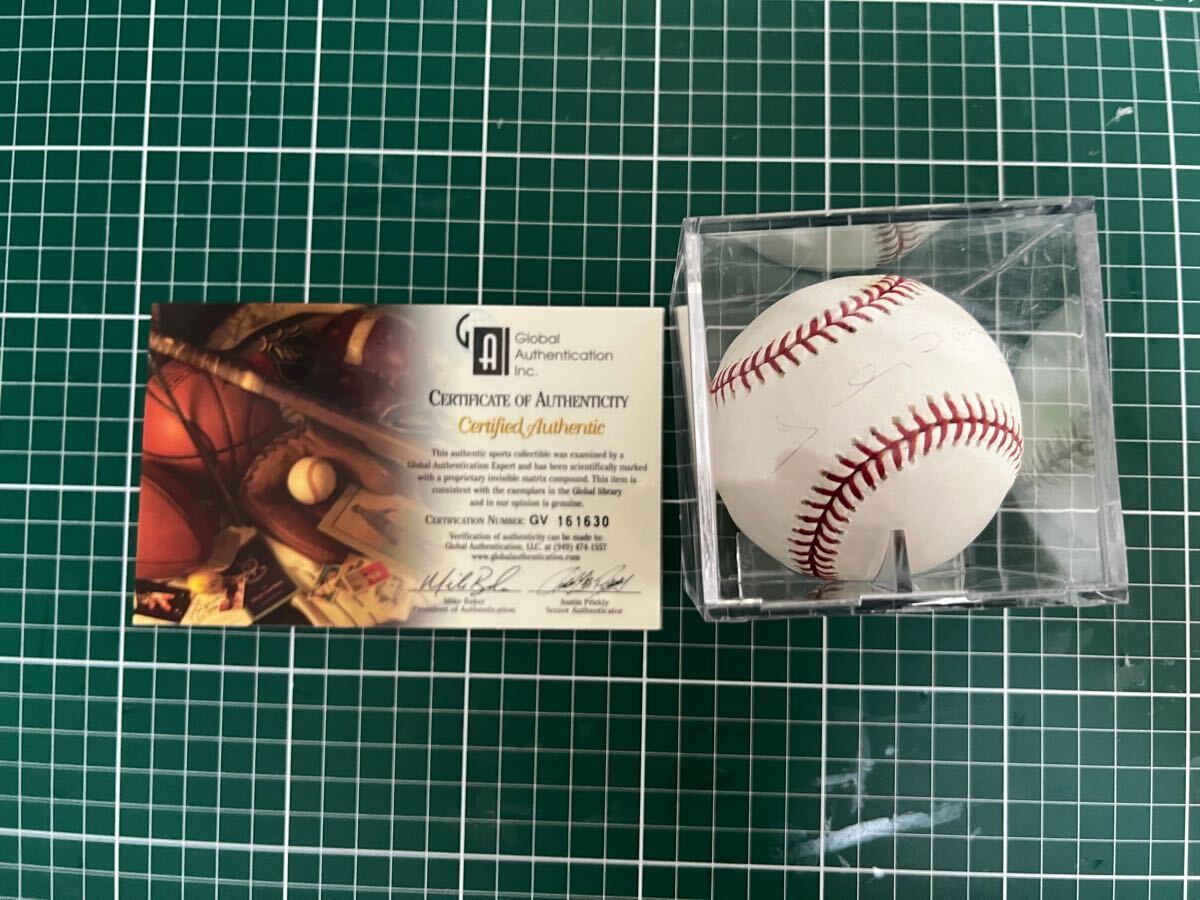 GA
Global
Authentication
Inc.
CERTIFICATE OF AUTHENTICITY
Certified Authentic
This authentic sports collectible was examined by a
Global Authentication Expert and has been scientifically marked
with a proprietary invisible matrix compound. This item is
consistent with the exemplars in the Global library
and in our opinion is genuine.
CERTIFICATION NUMBER: GV 161630
Verification of authenticity can be made to:
Global Authentication, LLC. at (949) 474-1557
www.globalauthentication.com
Mike Baker Justin Priddy
President of Authentication Senior Authenticator